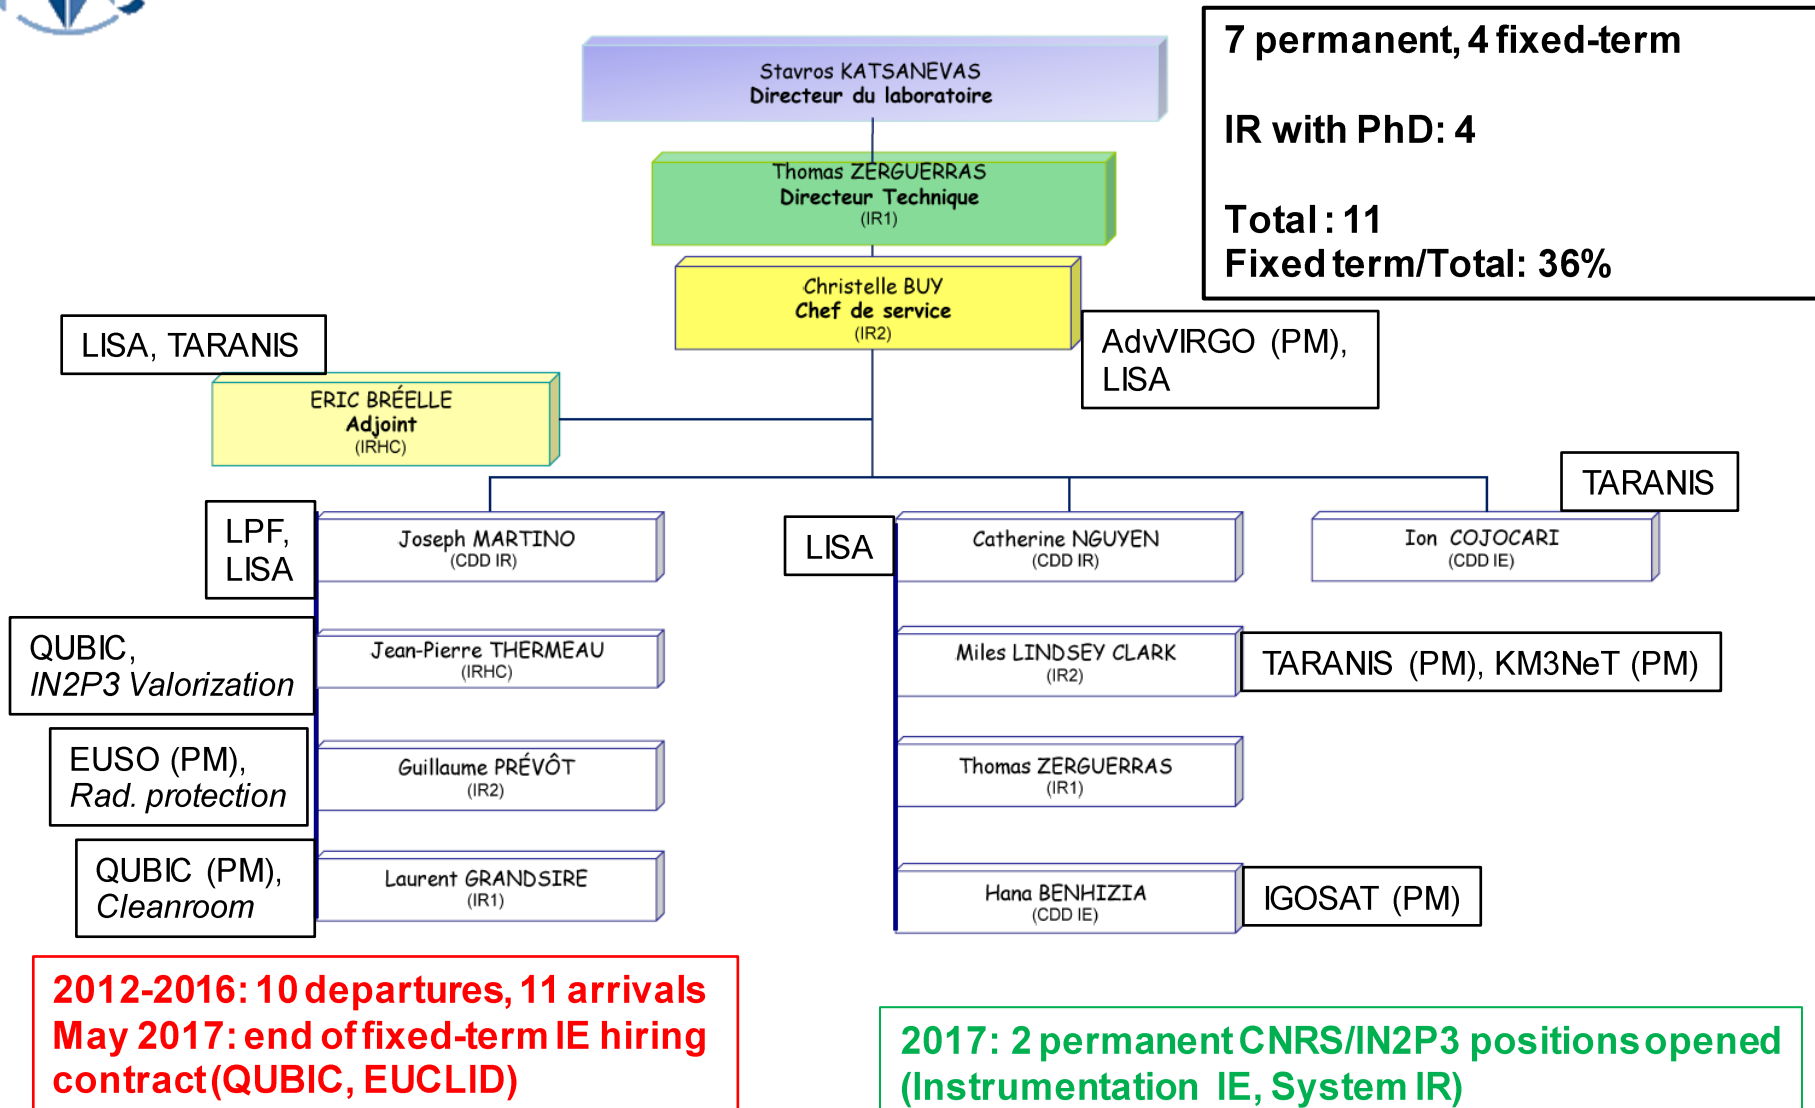 7 permanent, 4 fixed-term
IR with PhD: 4
Total : 11
Fixed term/Total: 36%
Stavros KATSANEVAS
Directeur du laboratoire
Thomas ZERGUERRAS
Directeur Technique
(IR1)
Christelle BUY
Chef de service
(IR2)
AdvVIRGO (PM),
LISA
LISA, TARANIS
ERIC BRÉELLE
Adjoint
(IRHC)
LPF,
LISA
Joseph MARTINO
(CDD IR)
LISA
Catherine NGUYEN
(CDD IR)
TARANIS
Ion COJOCARI
(CDD IE)
QUBIC,
IN2P3 Valorization
Jean-Pierre THERMEAU
(IRHC)
Miles LINDSEY CLARK
(IR2)
TARANIS (PM), KM3NeT (PM)
EUSO (PM),
Rad. protection
Guillaume PRÉVÔT
(IR2)
Thomas ZERGUERRAS
(IR1)
QUBIC (PM),
Cleanroom
Laurent GRANDSIRE
(IR1)
Hana BENHIZIA
(CDD IE)
IGOSAT (PM)
2012-2016: 10 departures, 11 arrivals
May 2017: end of fixed-term IE hiring
contract (QUBIC, EUCLID)
2017: 2 permanent CNRS/IN2P3 positions opened
(Instrumentation IE, System IR)